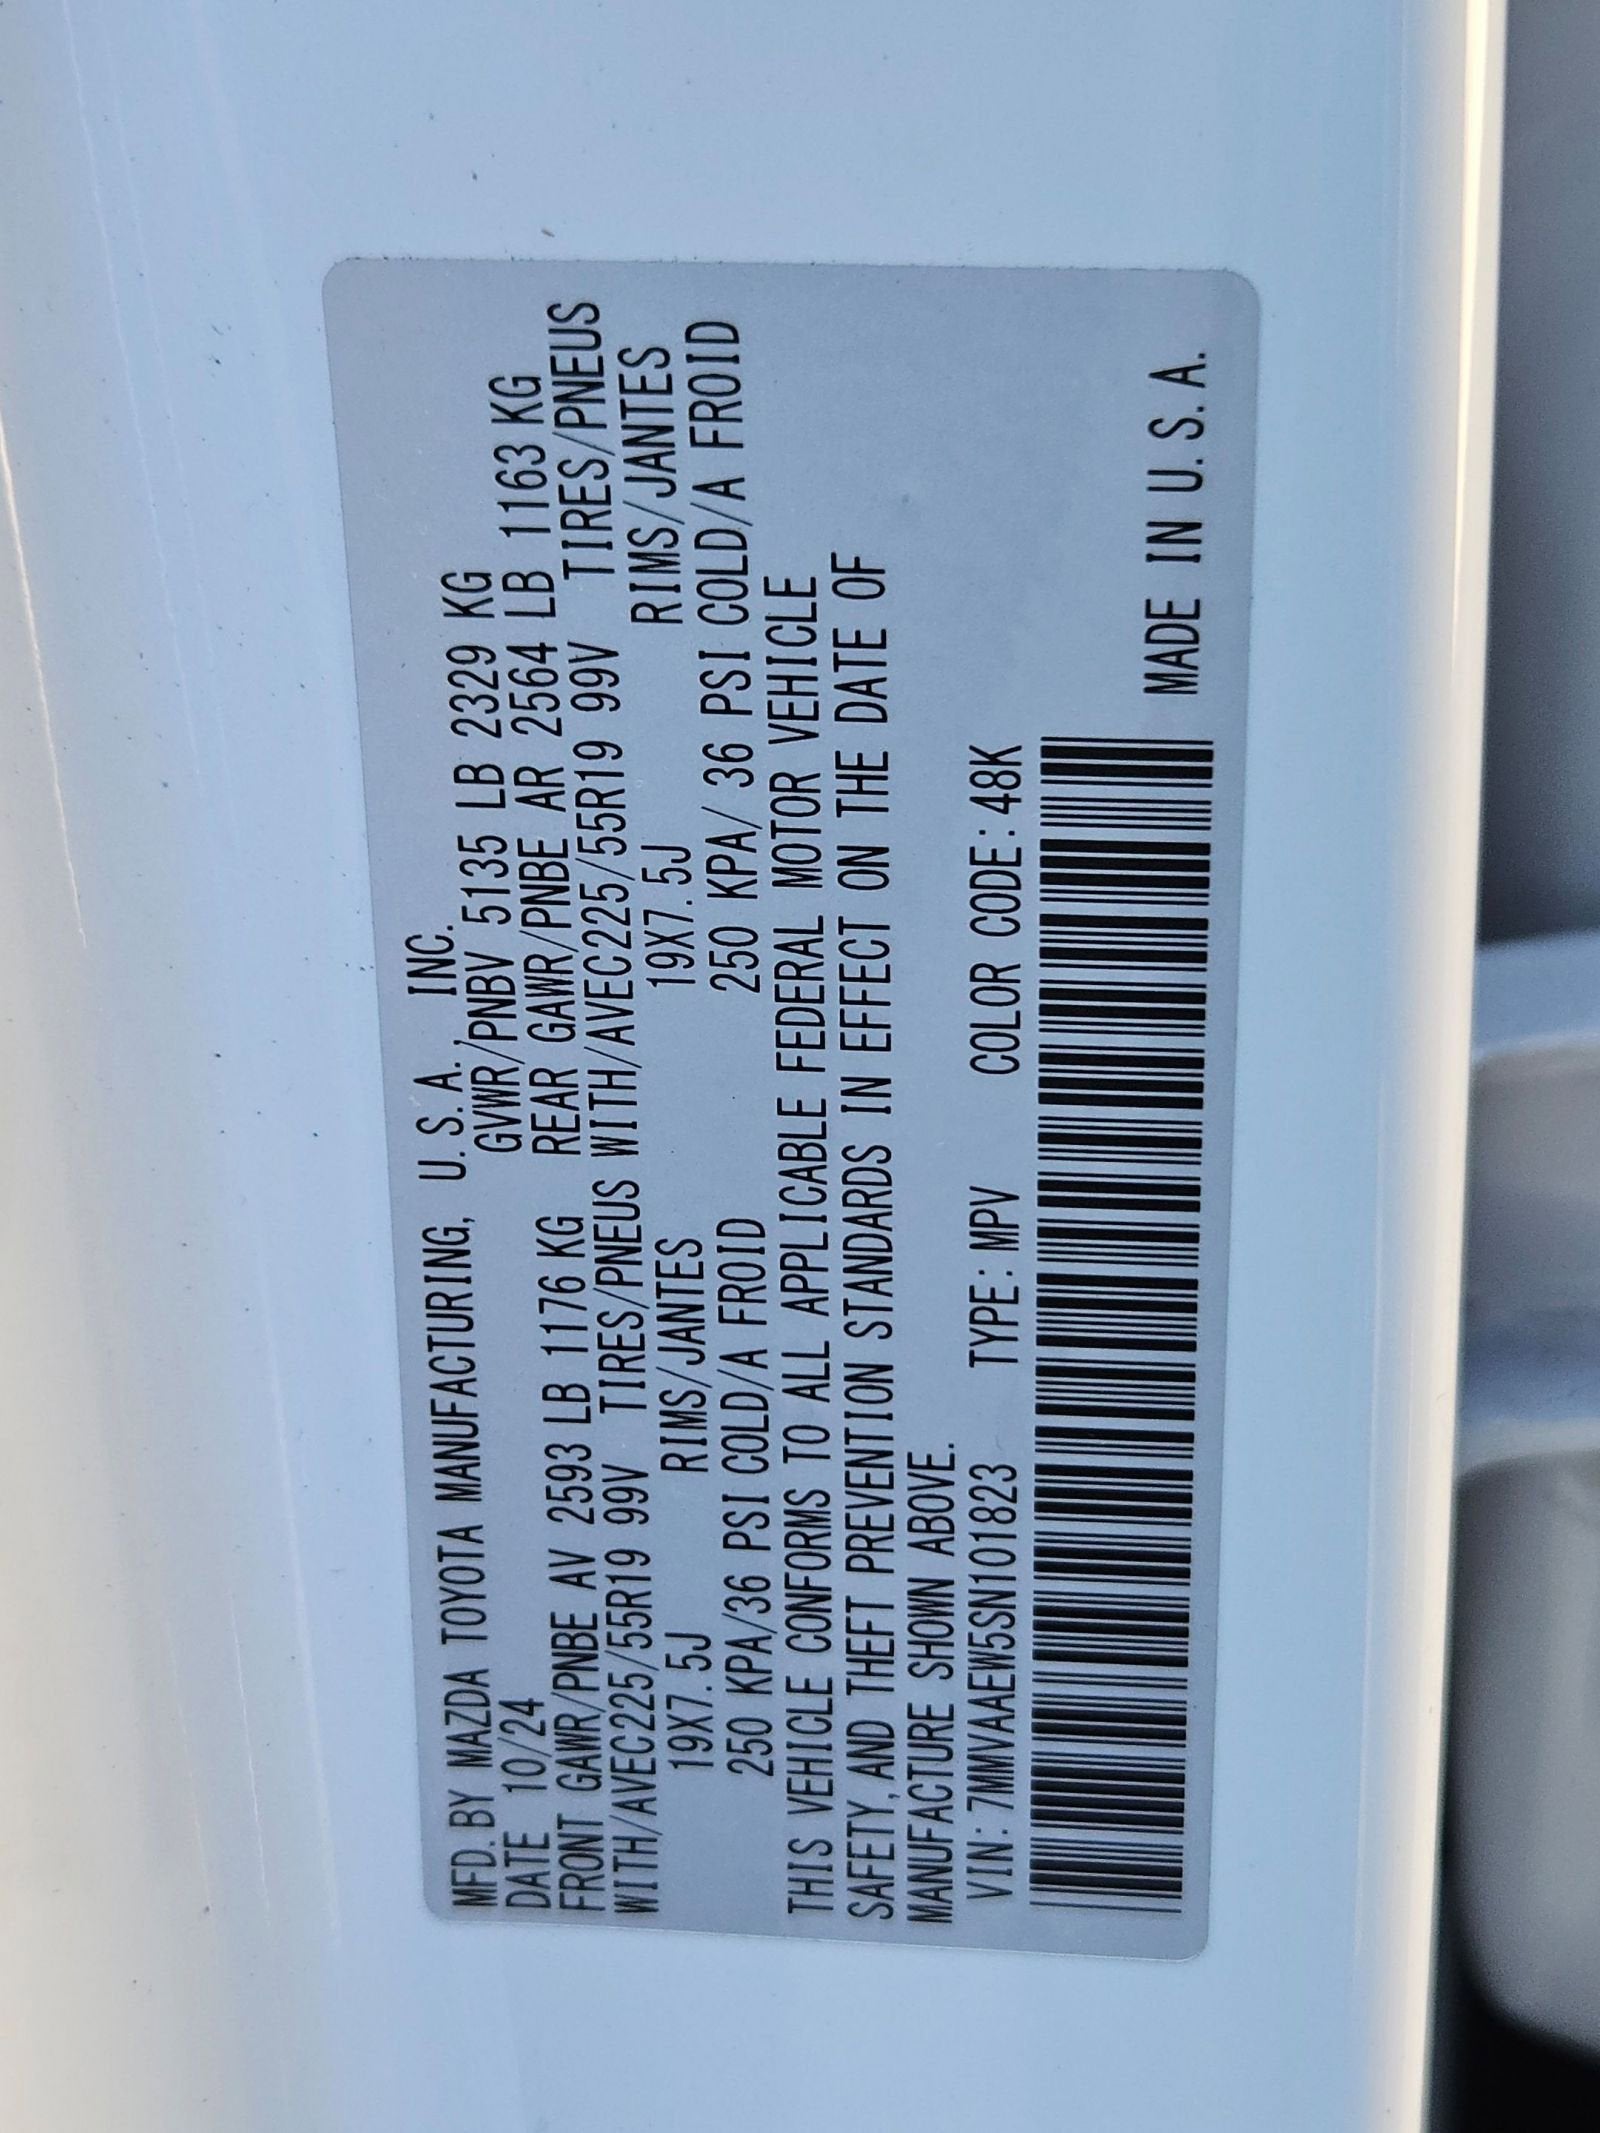 MFD. BY MAZDA TOYOTA MANUFACTURING, U. S. A. , INC.
DATE 10/24 GVWR/PNBV 5135 LB 2329 KG
FRONT GAWR/PNBE AV 2593 LB 1176 KG REAR GAWR/PNBE AR 2564 LB 1163 KG
WITH/AVEC225/55R19 99V TIRES/PNEUS WITH/AVEC225/55R19 99V TIRES/PNEUS
19X7. 5J RIMS/JANTES 19X7. 5J RIMS/JANTES
250 KPA/36 PSI COLD/A FROID 250 KPA/ 36 PSI COLD/A FROID
THIS VEHICLE CONFORMS TO ALL APPLICABLE FEDERAL MOTOR VEHICLE
SAFETY, AND THEFT PREVENTION STANDARDS IN EFFECT ON THE DATE OF
MANUFACTURE SHOWN ABOVE.
VIN: 7MMVAAEW5SN101823 TYPE: MPV COLOR CODE: 48K
MADE IN U. S. A.